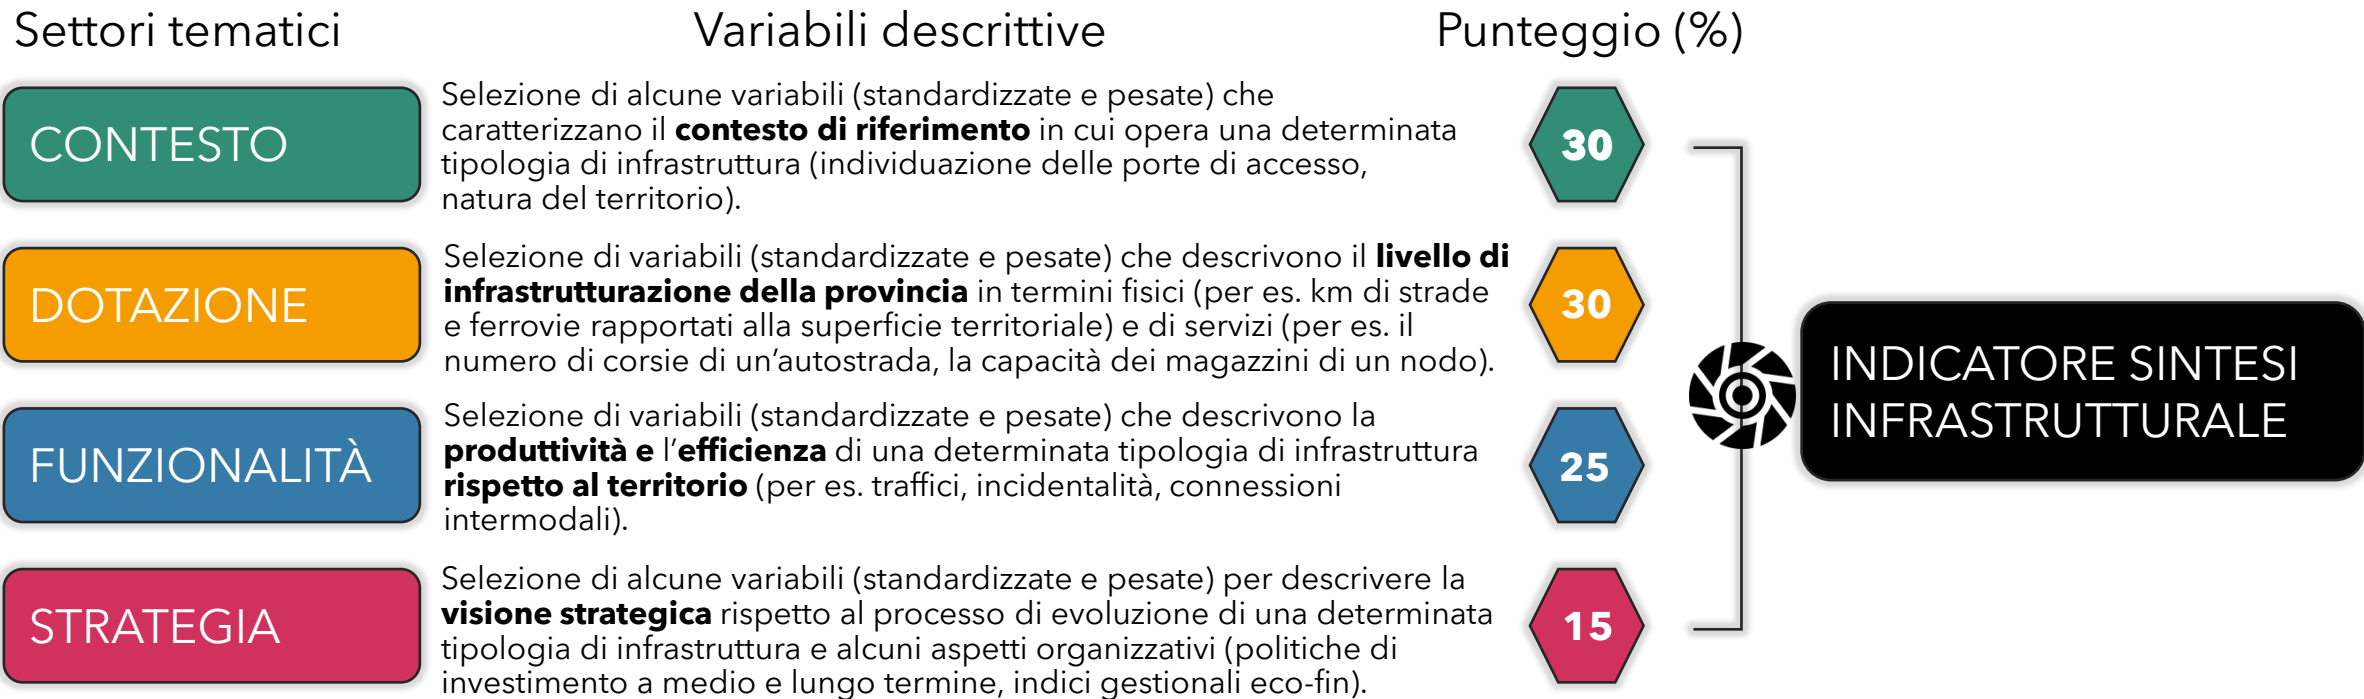 Settori tematici
Variabili descrittive
Punteggio (%)
CONTESTO
Selezione di alcune variabili (standardizzate e pesate) che
caratterizzano il contesto di riferimento in cui opera una determinata
tipologia di infrastruttura (individuazione delle porte di accesso,
natura del territorio).
30
DOTAZIONE
Selezione di variabili (standardizzate e pesate) che descrivono il livello di
infrastrutturazione della provincia in termini fisici (per es. km di strade
e ferrovie rapportati alla superficie territoriale) e di servizi (per es. il
numero di corsie di un'autostrada, la capacità dei magazzini di un nodo).
30
FUNZIONALITÀ
Selezione di variabili (standardizzate e pesate) che descrivono la
produttività e l'efficienza di una determinata tipologia di infrastruttura
rispetto al territorio (per es. traffici, incidentalità, connessioni
intermodali).
25
STRATEGIA
Selezione di alcune variabili (standardizzate e pesate) per descrivere la
visione strategica rispetto al processo di evoluzione di una determinata
tipologia di infrastruttura e alcuni aspetti organizzativi (politiche di
investimento a medio e lungo termine, indici gestionali eco-fin).
15
INDICATORE SINTESI
INFRASTRUTTURALE